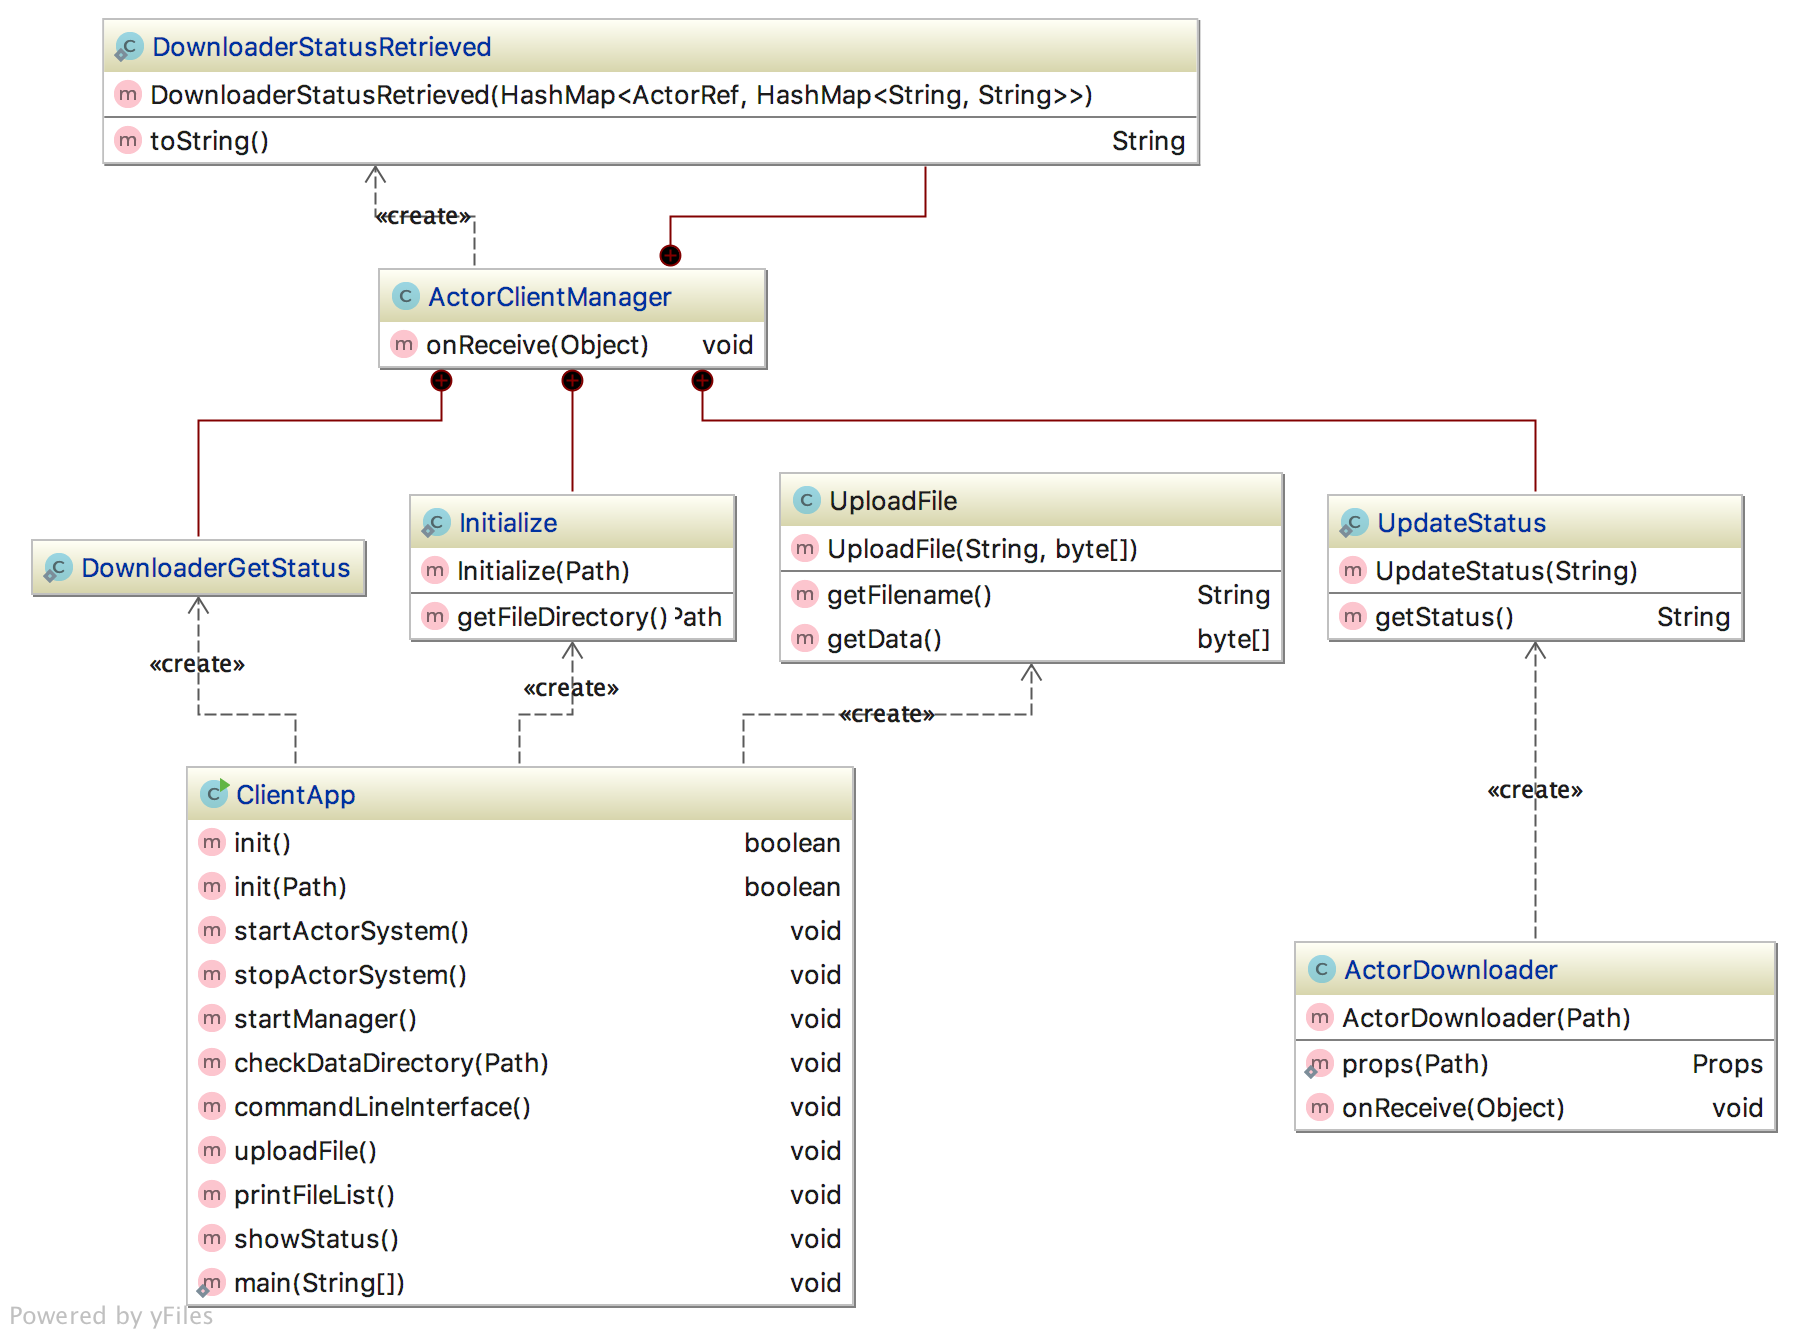 DownloaderStatusRetrieved
DownloaderStatusRetrieved(HashMap<ActorRef, HashMap<String, String>>)
toString() String
«create»
ActorClientManager
onReceive(Object) void
DownloaderGetStatus
Initialize
Initialize(Path)
getFileDirectory() Path
UploadFile
UploadFile(String, byte[])
getFilename() String
getData() byte[]
UpdateStatus
UpdateStatus(String)
getStatus() String
«create»
«create»
«create»
«create»
ClientApp
init() boolean
init(Path) boolean
startActorSystem() void
stopActorSystem() void
startManager() void
checkDataDirectory(Path) void
commandLineInterface() void
uploadFile() void
printFileList() void
showStatus() void
main(String[]) void
ActorDownloader
ActorDownloader(Path)
props(Path) Props
onReceive(Object) void
Powered by yFiles